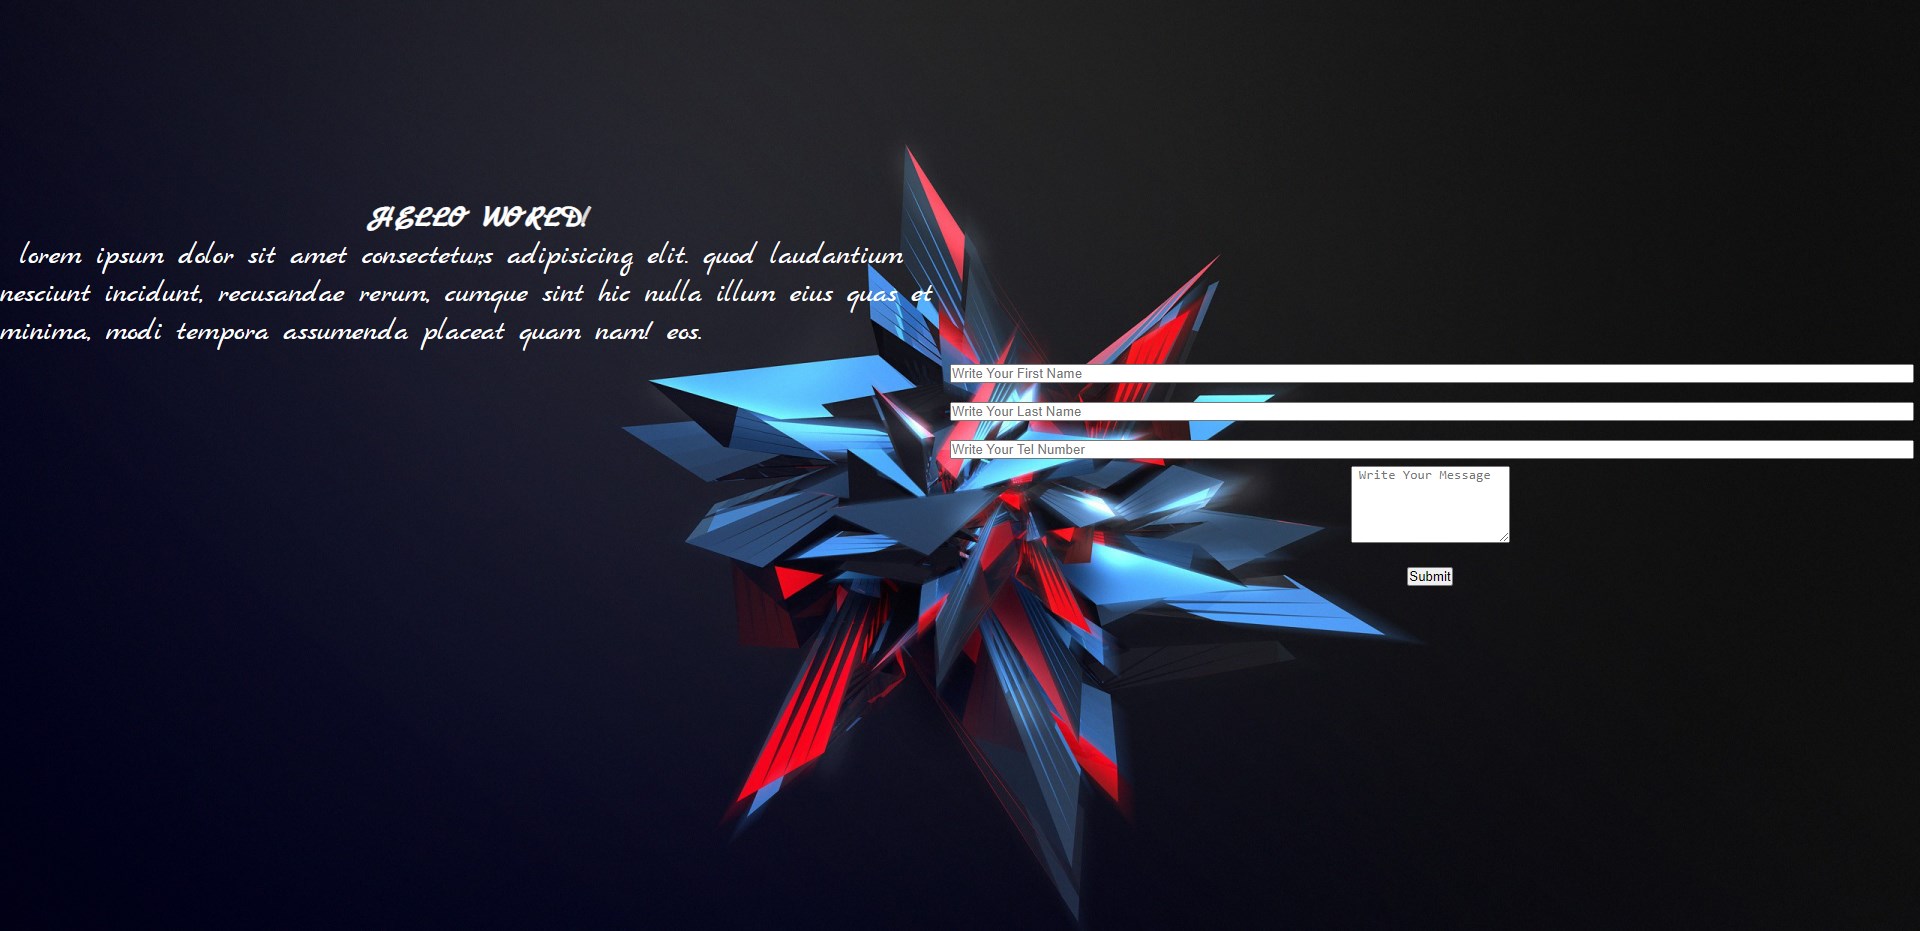 HELLO WORLD!
lorem ipsum dolor sit amet consectetur,s adipisicing elit. quod laudantium
nesciunt incidunt, recusandae rerum, cumque sint hic nulla illum eius quas et
minima, modi tempora assumenda placeat quam nam! eos.
Write Your First Name
Write Your Last Name
Write Your Tel Number
Write Your Message
Submit